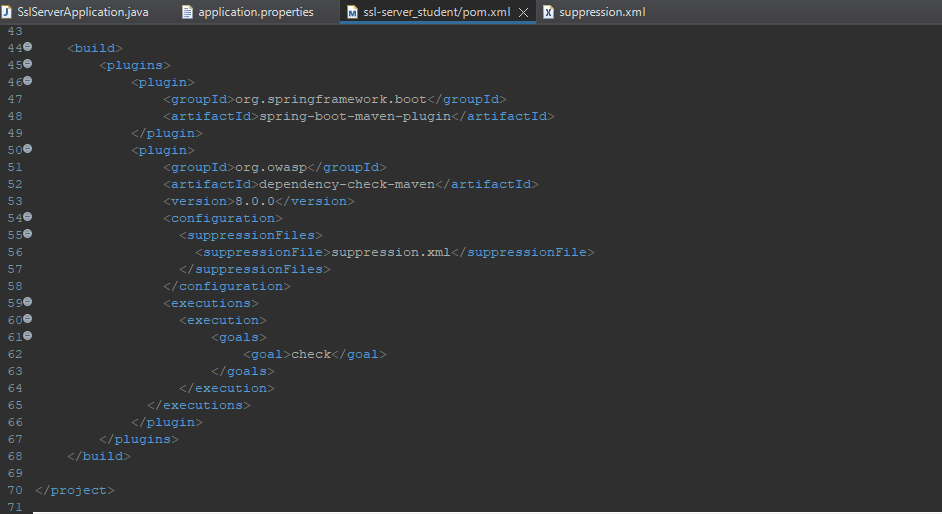 SslServerApplication.java application.properties ssl-server_student/pom.xml suppression.xml
43
44 <build>
45 <plugins>
46 <plugin>
47 <groupId>org.springframework.boot</groupId>
48 <artifactId>spring-boot-maven-plugin</artifactId>
49 </plugin>
50 <plugin>
51 <groupId>org.owasp</groupId>
52 <artifactId>dependency-check-maven</artifactId>
53 <version>8.0.0</version>
54 <configuration>
55 <suppressionFiles>
56 <suppressionFile>suppression.xml</suppressionFile>
57 </suppressionFiles>
58 </configuration>
59 <executions>
60 <execution>
61 <goals>
62 <goal>check</goal>
63 </goals>
64 </execution>
65 </executions>
66 </plugin>
67 </plugins>
68 </build>
69
70 </project>
71